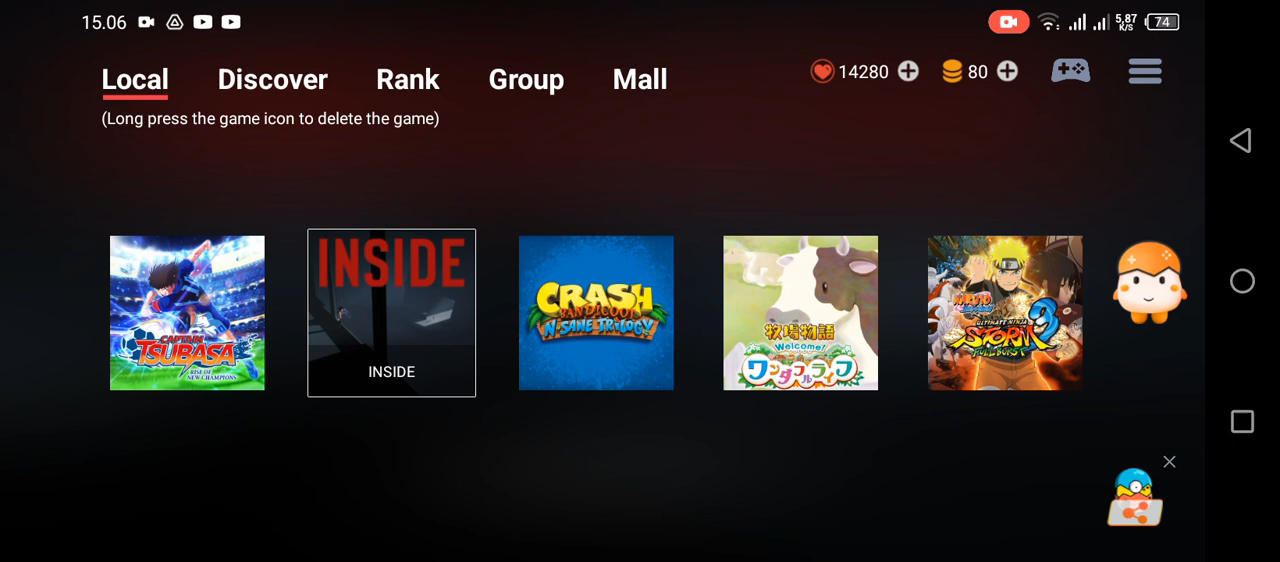 15.06
5,87
K/S
74
Local Discover Rank Group Mall
14280
80
(Long press the game icon to delete the game)
CAPTAIN
TSUBASA
RISE OF
NEW CHAMPIONS
INSIDE
INSIDE
CRASH
BANDICOOT
N. SANE TRILOGY
牧場物語
Welcome!
ワンダフルライフ
NARUTO
ULTIMATE NINJA
STORM 3
FULL BURST